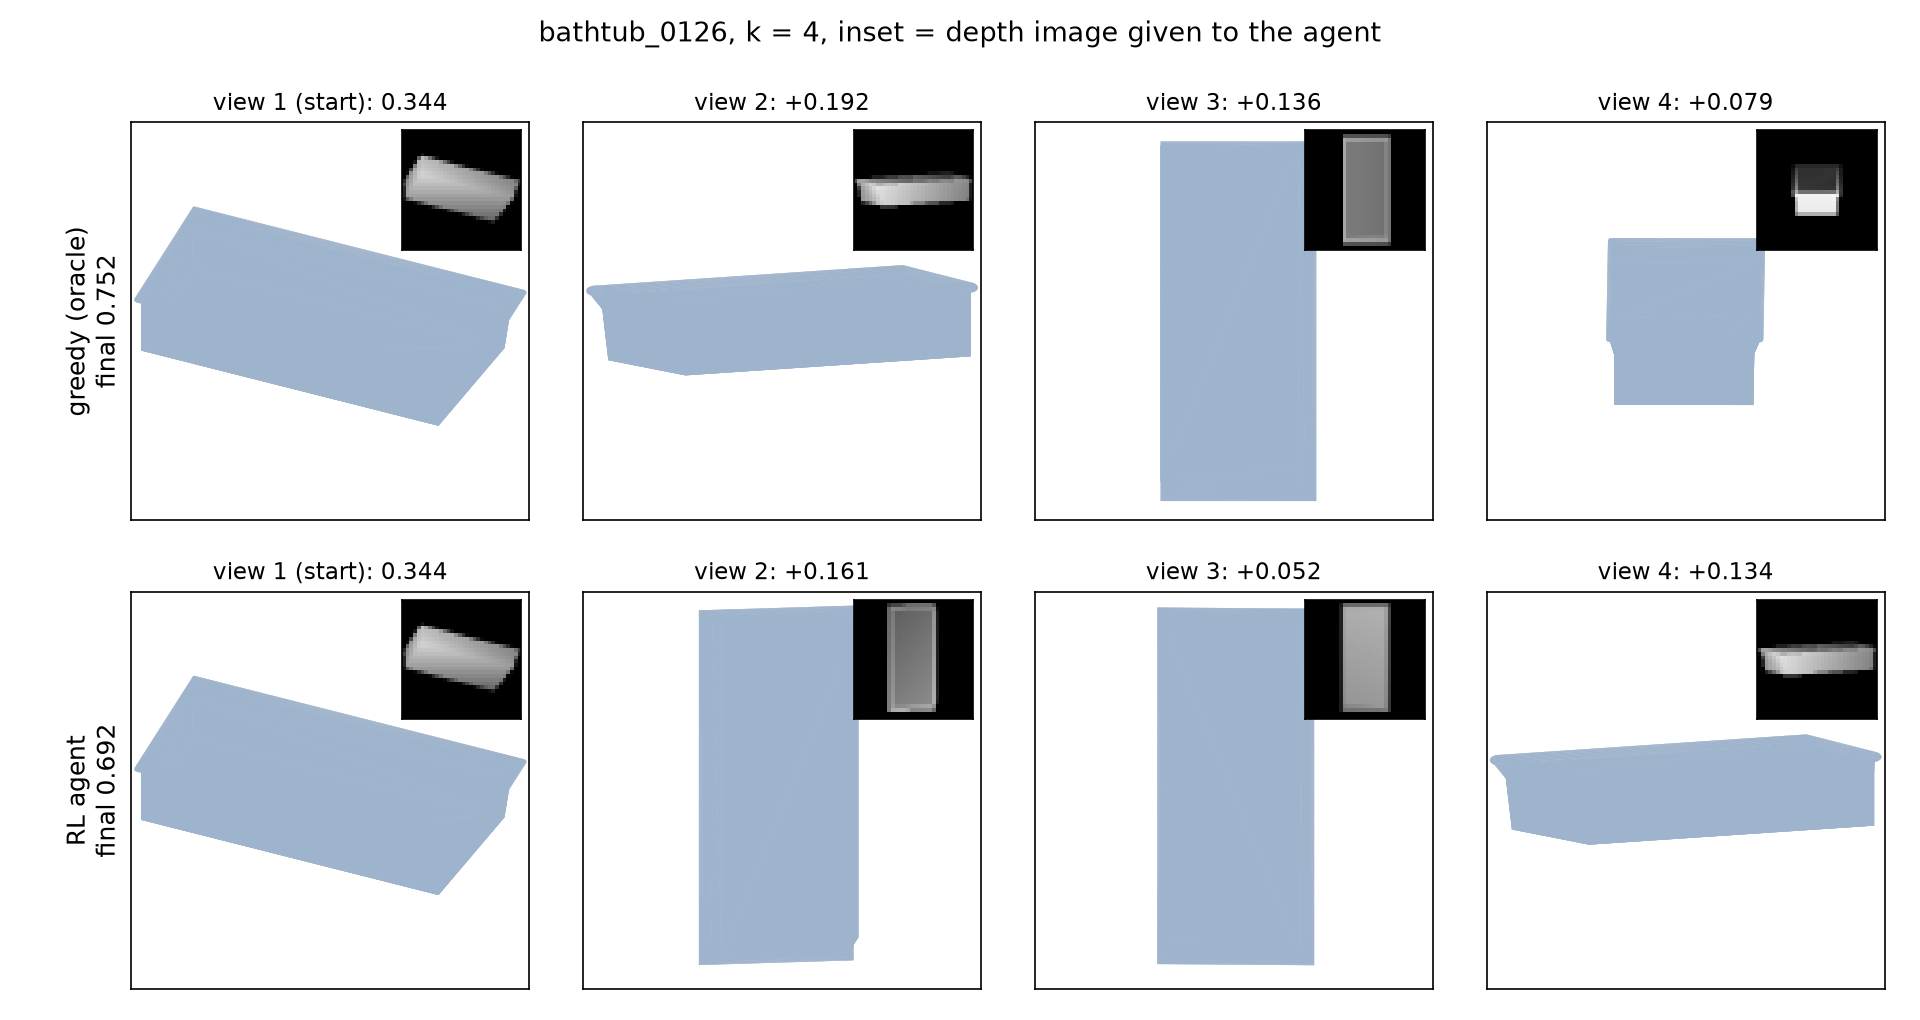 bathtub_0126, k = 4, inset = depth image given to the agent
view 1 (start): 0.344
view 2: +0.192
view 3: +0.136
view 4: +0.079
greedy (oracle)
final 0.752
view 1 (start): 0.344
view 2: +0.161
view 3: +0.052
view 4: +0.134
RL agent
final 0.692